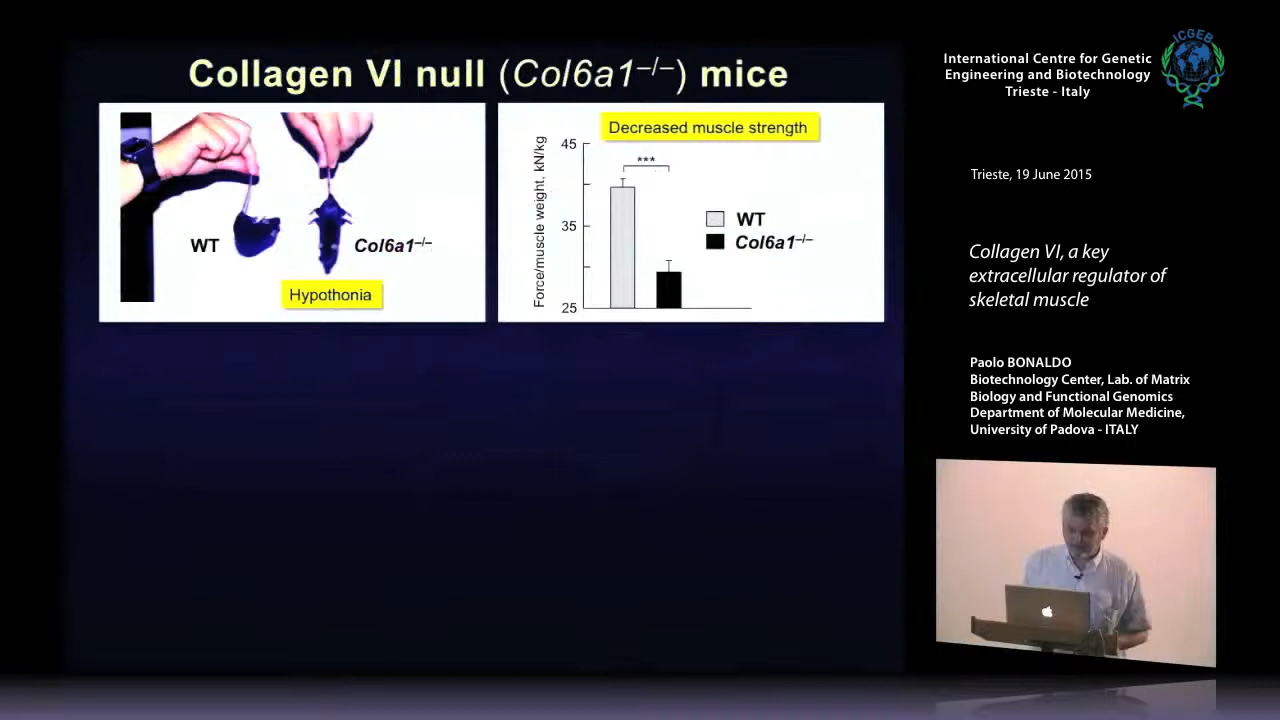 Collagen VI null (Col6a1–/–) mice
WT
Col6a1–/–
Hypothonia
Decreased muscle strength
Force/muscle weight, kN/kg
45
35
25
***
WT
Col6a1–/–
International Centre for Genetic
Engineering and Biotechnology
Trieste - Italy
ICGEB
Trieste, 19 June 2015
Collagen VI, a key
extracellular regulator of
skeletal muscle
Paolo BONALDO
Biotechnology Center, Lab. of Matrix
Biology and Functional Genomics
Department of Molecular Medicine,
University of Padova - ITALY